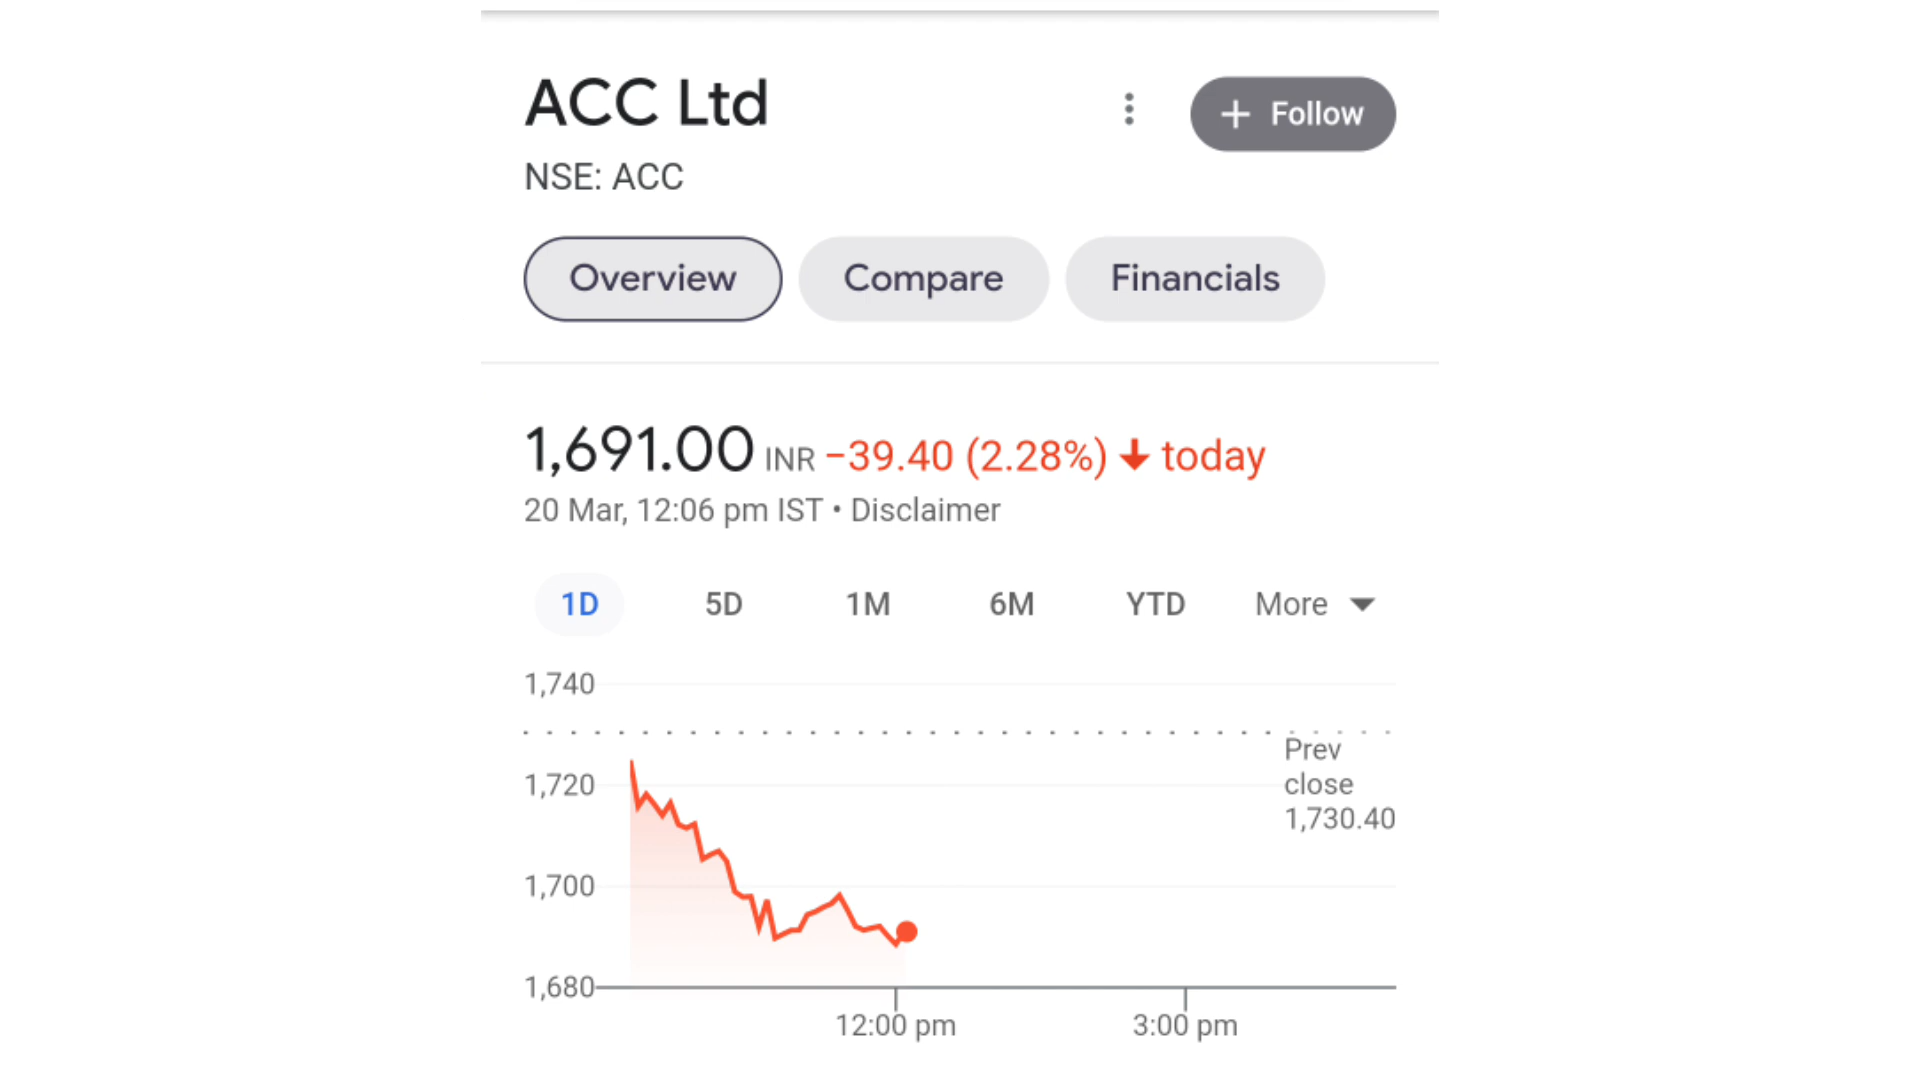 ACC Ltd
+ Follow
NSE: ACC
Overview Compare Financials
1,691.00 INR −39.40 (2.28%) ↓ today
20 Mar, 12:06 pm IST • Disclaimer
1D 5D 1M 6M YTD More
1,740
Prev
close
1,730.40
1,720
1,700
1,680
12:00 pm 3:00 pm